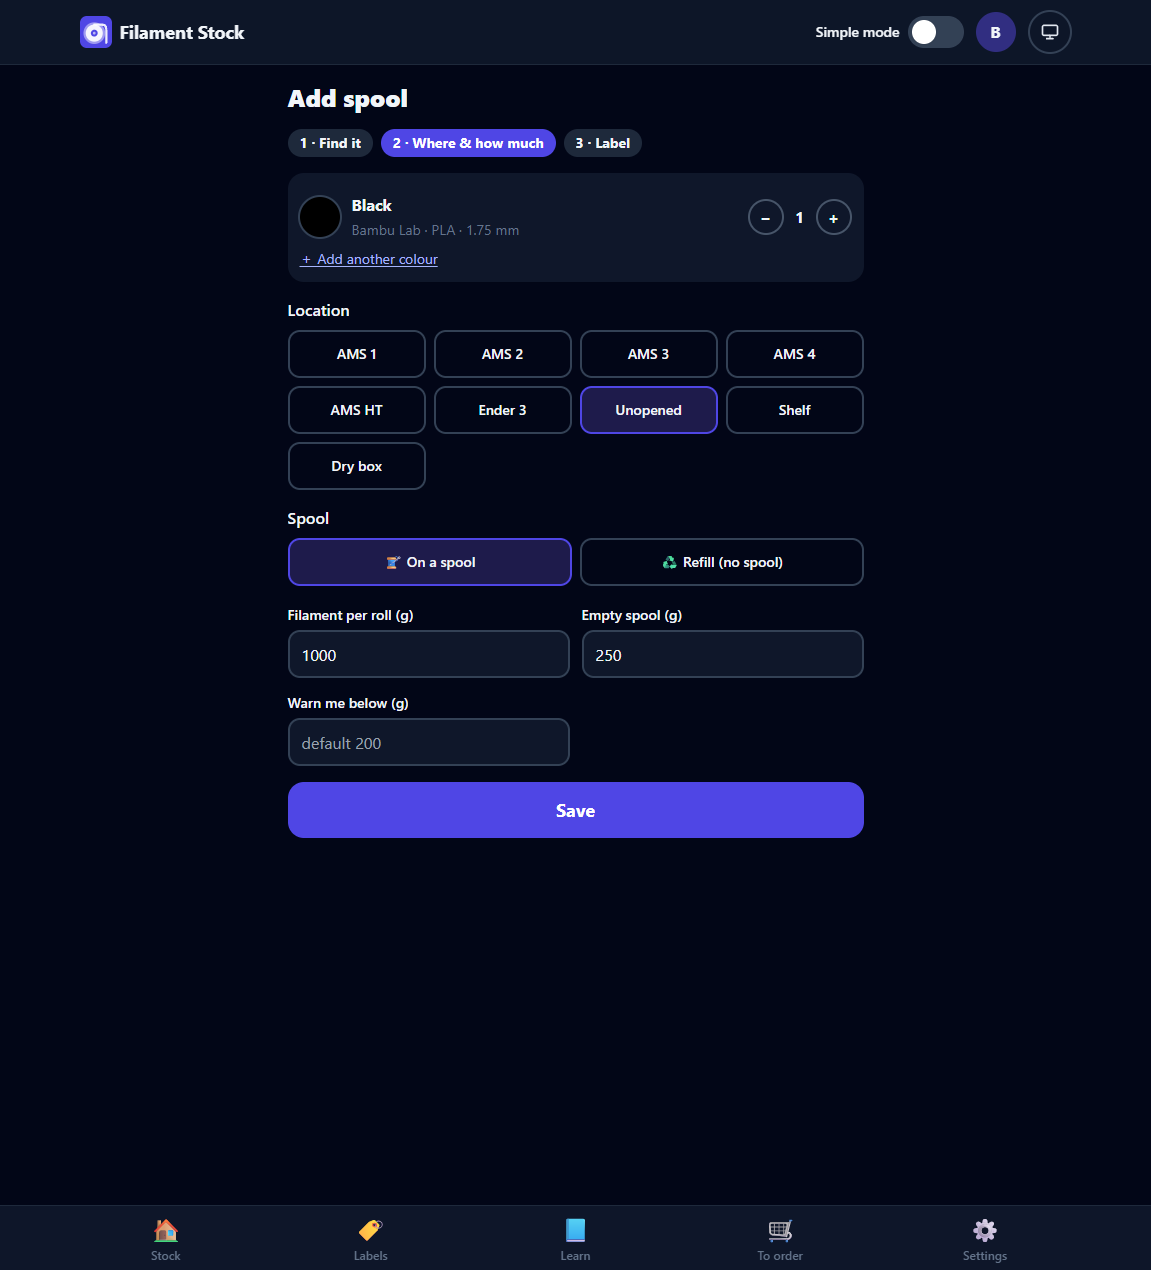 Filament Stock
Simple mode
B
Add spool
1 · Find it
2 · Where & how much
3 · Label
Black
Bambu Lab · PLA · 1.75 mm
− 1 +
+ Add another colour
Location
AMS 1
AMS 2
AMS 3
AMS 4
AMS HT
Ender 3
Unopened
Shelf
Dry box
Spool
On a spool
Refill (no spool)
Filament per roll (g)
Empty spool (g)
1000
250
Warn me below (g)
default 200
Save
Stock
Labels
Learn
To order
Settings